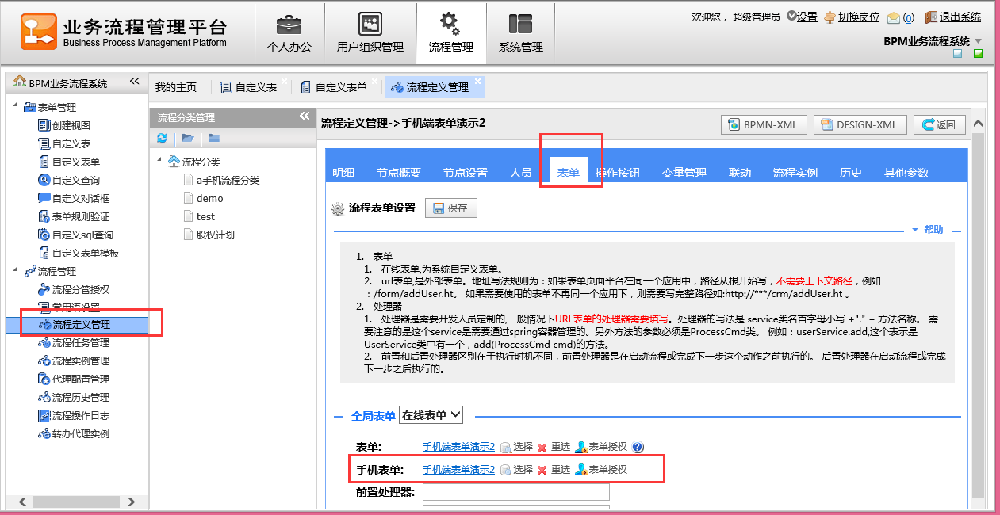 业务流程管理平台
Business Process Management Platform
个人办公
用户组织管理
流程管理
系统管理
欢迎您， 超级管理员 设置 切换岗位 (0) 退出系统
BPM业务流程系统
BPM业务流程系统
表单管理
创建视图
自定义表
自定义表单
自定义查询
自定义对话框
表单规则验证
自定义sql查询
自定义表单模板
流程管理
流程分管授权
常用语设置
流程定义管理
流程任务管理
流程实例管理
代理配置管理
流程历史管理
流程操作日志
转办代理实例
我的主页 自定义表 自定义表单 流程定义管理
流程分类管理
流程分类
a手机流程分类
demo
test
股权计划
流程定义管理->手机端表单演示2
BPMN-XML DESIGN-XML 返回
明细 节点概要 节点设置 人员 表单 操作按钮 变量管理 联动 流程实例 历史 其他参数
流程表单设置 保存
帮助
1. 表单
1. 在线表单,为系统自定义表单。
2. url表单,是外部表单。地址写法规则为：如果表单页面平台在同一个应用中，路径从根开始写，不需要上下文路径，例如
：/form/addUser.ht。 如果需要使用的表单不再同一个应用下，则需要写完整路径如:http://***/crm/addUser.ht 。
2. 处理器
1. 处理器是需要开发人员定制的,一般情况下URL表单的处理器需要填写。处理器的写法是 service类名首字母小写 +"." + 方法名称。 需
要注意的是这个service是需要通过spring容器管理的。另外方法的参数必须是ProcessCmd类。 例如：userService.add,这个表示是
UserService类中有一个，add(ProcessCmd cmd)的方法。
2. 前置和后置处理器区别在于执行时机不同，前置处理器是在启动流程或完成下一步这个动作之前执行的。 后置处理器在启动流程或完成
下一步之后执行的。
全局表单 在线表单
表单: 手机端表单演示2 选择 重选 表单授权
手机表单: 手机端表单演示2 选择 重选 表单授权
前置处理器: